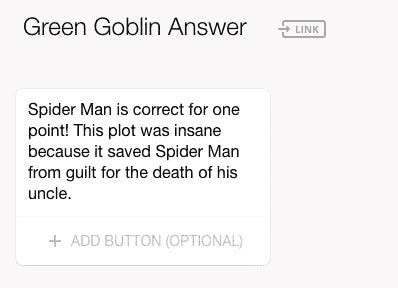 Green Goblin Answer
LINK
Spider Man is correct for one
point! This plot was insane
because it saved Spider Man
from guilt for the death of his
uncle.
+ ADD BUTTON (OPTIONAL)